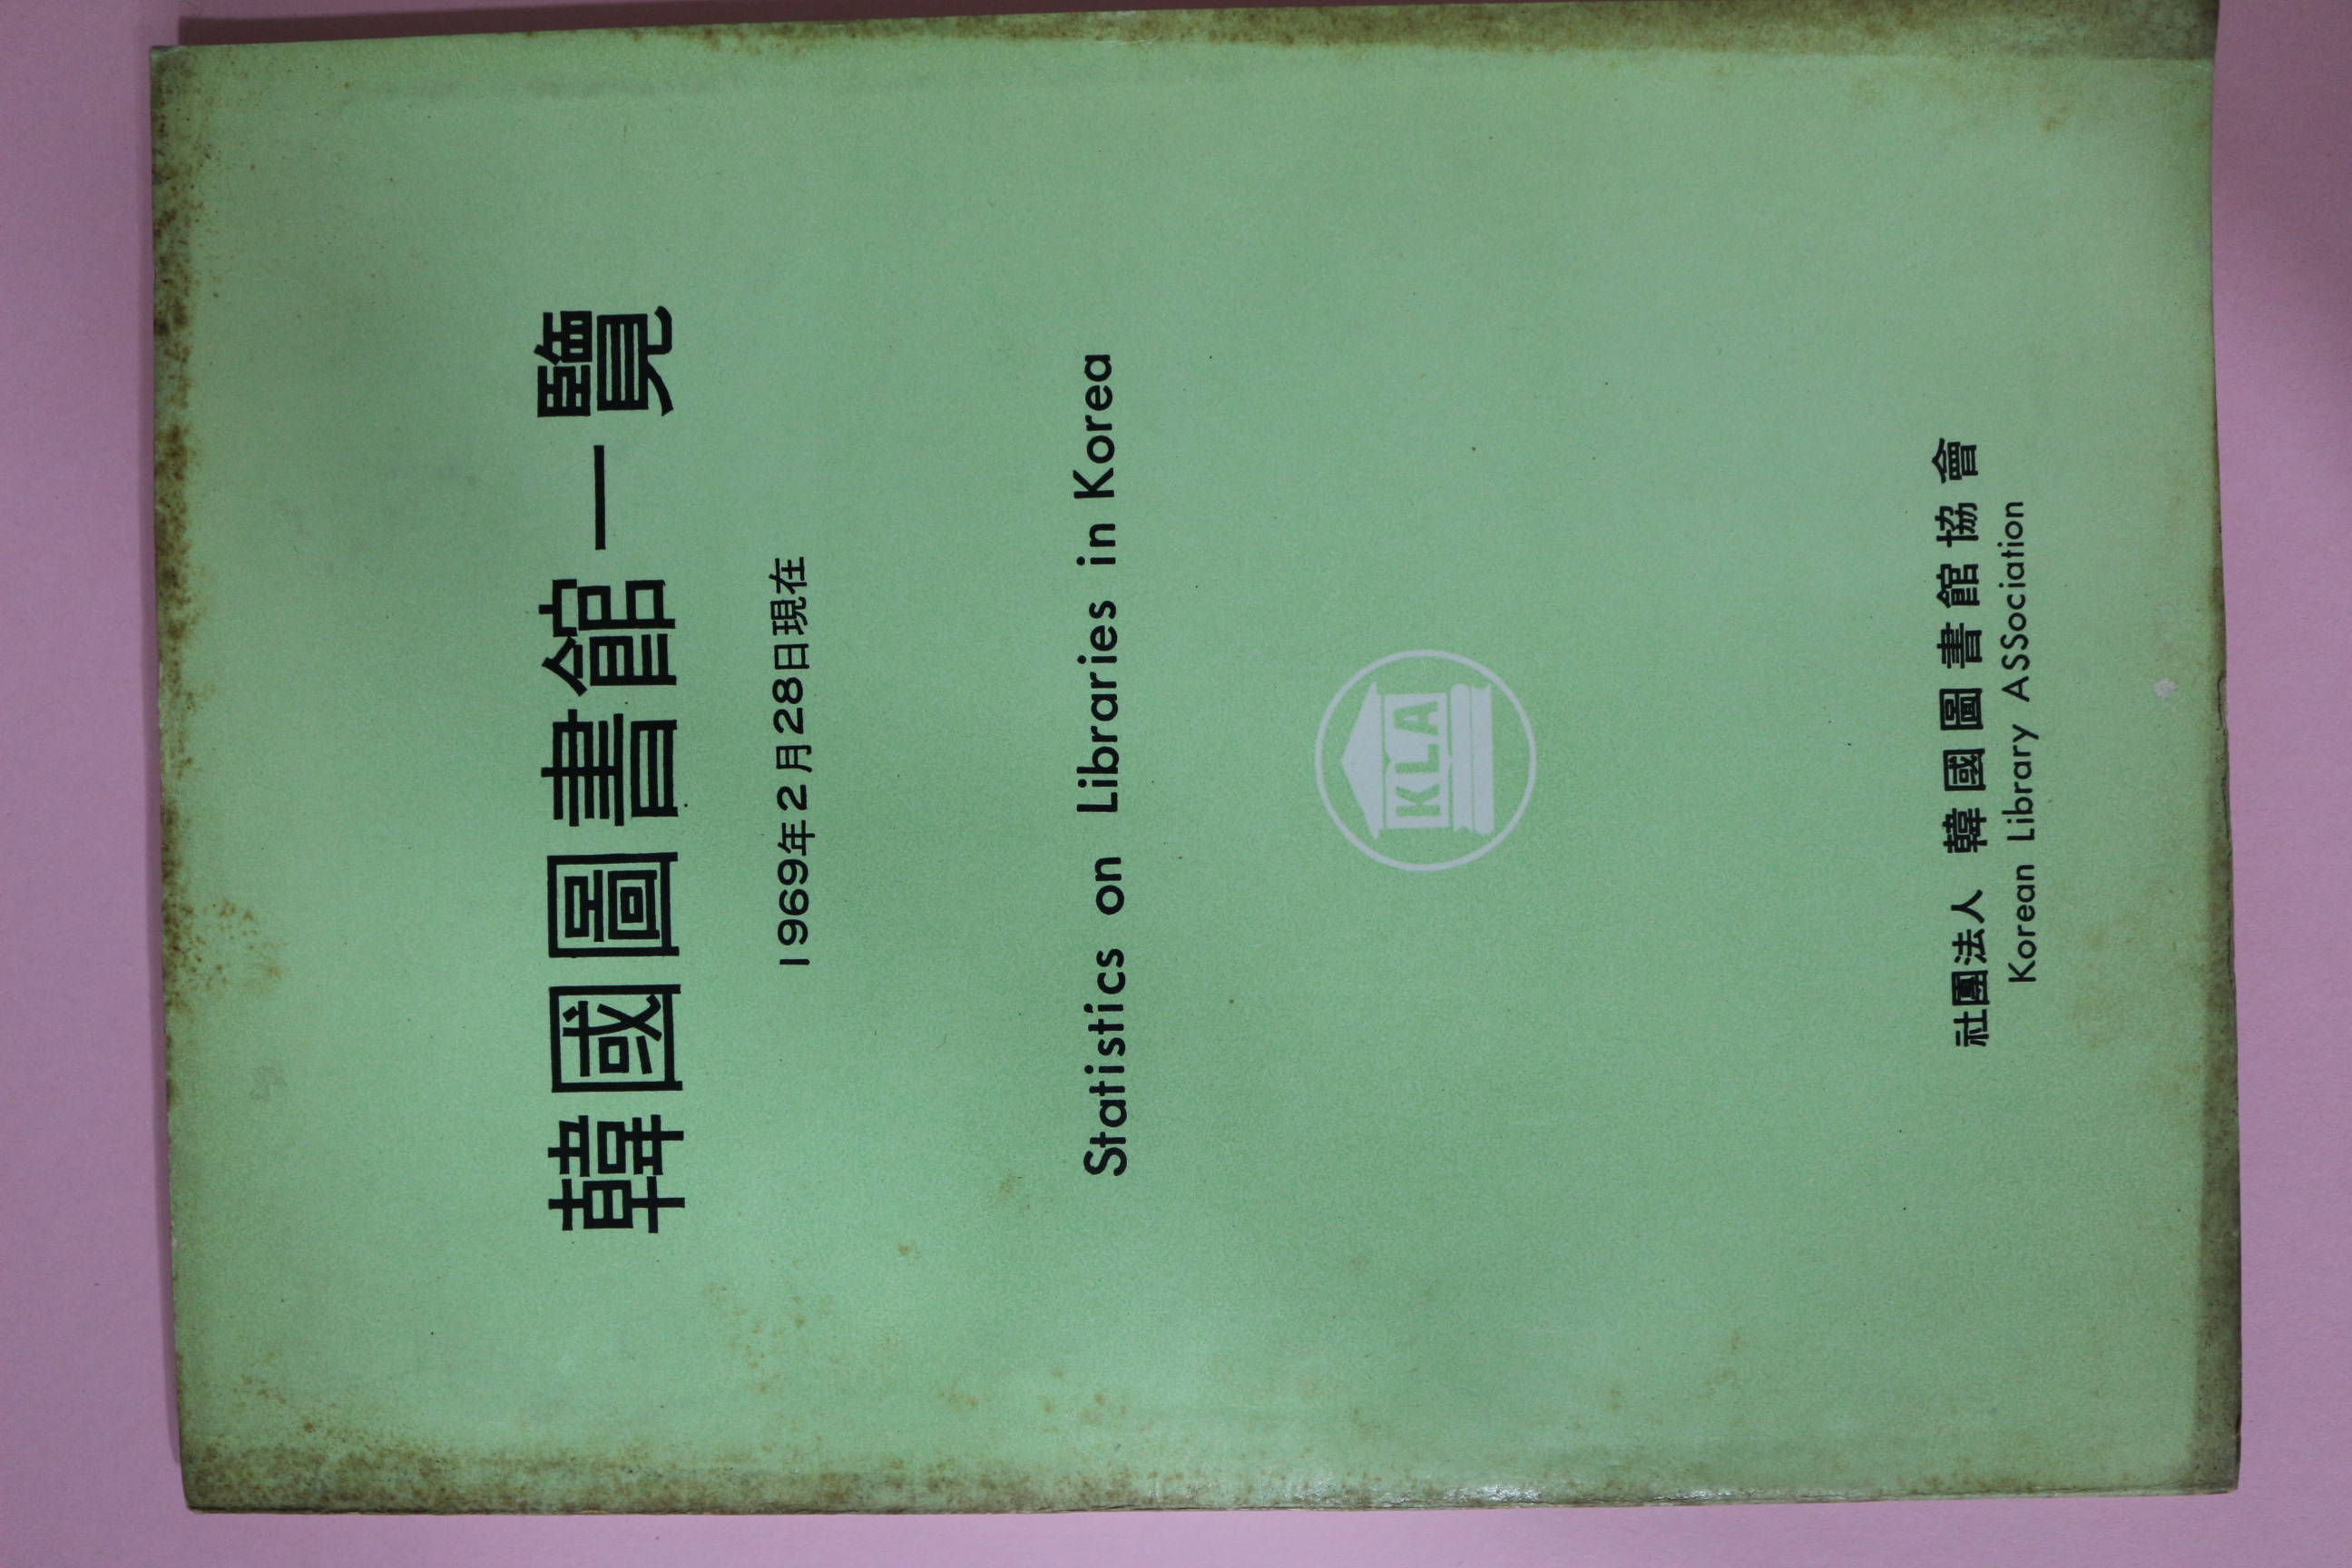 韓國圖書館一覽
1969年2月28日現在
Statistics on Libraries in Korea
KLA
社團法人 韓國圖書館協會
Korean Library ASSociation